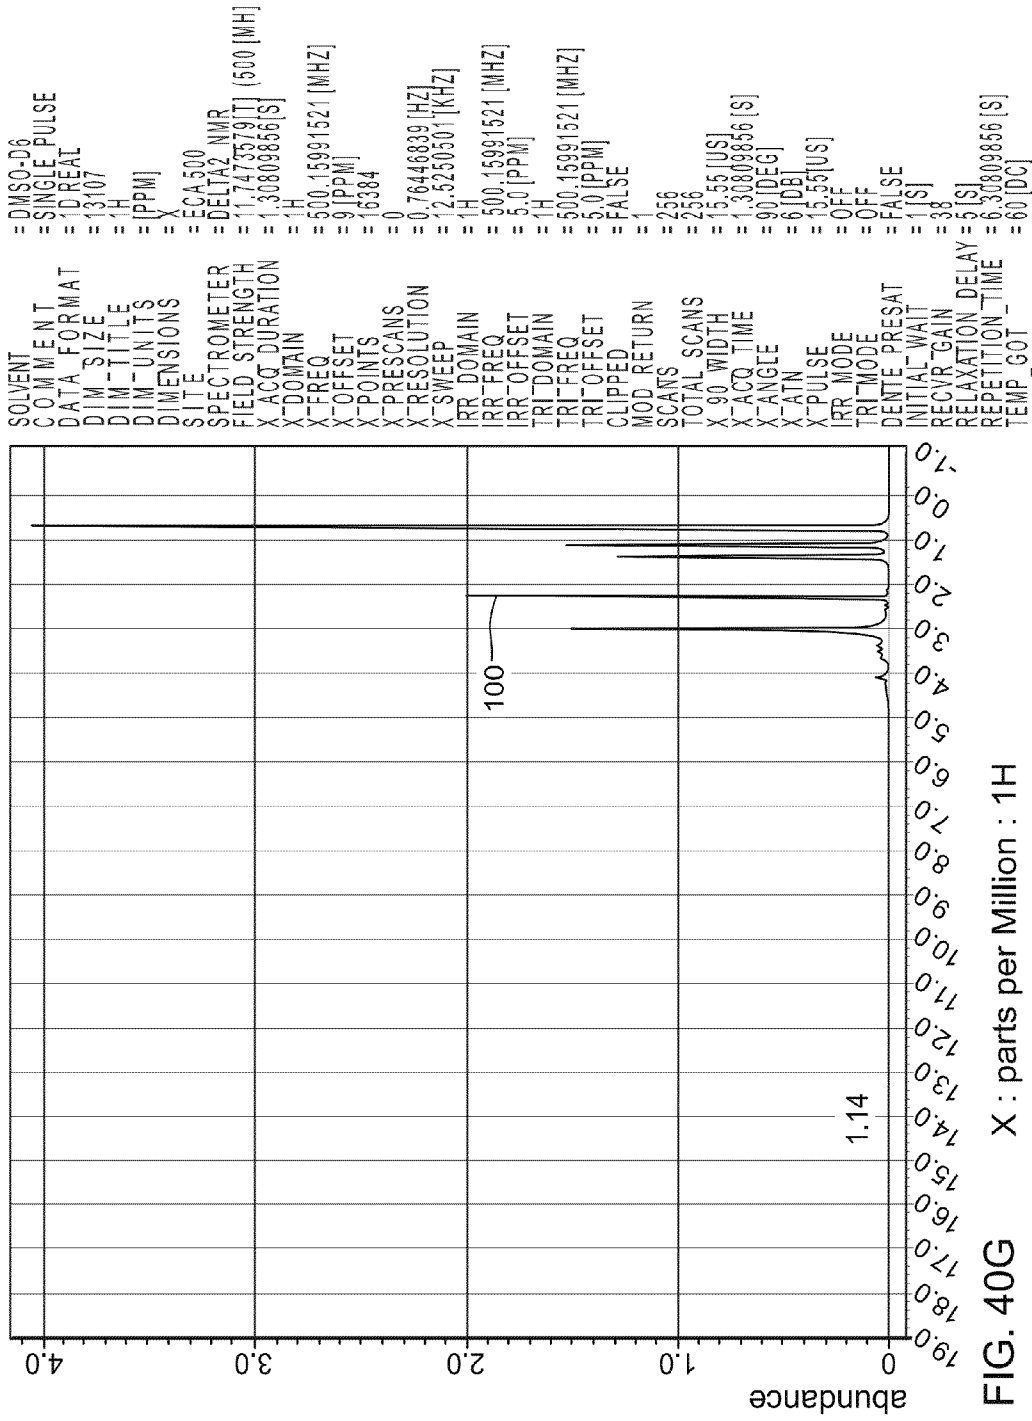 SOLVENT = DMSO-D6
COMMENT = SINGLE PULSE
DATA_FORMAT = 1DREAL
DIM_SIZE = 13107
DIM_TITLE = 1H
DIM_UNITS = [PPM]
DIMENSIONS = X
SITE = ECA500
SPECTROMETER = DELTA2_NMR
FIELD_STRENGTH = 11.7473579[T] (500[MH]
X_ACQ_DURATION = 1.30809856[S]
X_DOMAIN = 1H
X_FREQ = 500.15991521[MHZ]
X_OFFSET = 9[PPM]
X_POINTS = 16384
X_PRESCANS = 0
X_RESOLUTION = 0.76446839[HZ]
X_SWEEP = 12.5250501[KHZ]
IRR_DOMAIN = 1H
IRR_FREQ = 500.15991521[MHZ]
IRR_OFFSET = 5.0[PPM]
TRI_DOMAIN = 1H
TRI_FREQ = 500.15991521[MHZ]
TRI_OFFSET = 5.0[PPM]
CLIPPED = FALSE
MOD_RETURN = 1
SCANS = 256
TOTAL_SCANS = 256
X_90_WIDTH = 15.55[US]
X_ACQ_TIME = 1.30809856[S]
X_ANGLE = 90[DEG]
X_ATN = 6[DB]
X_PULSE = 15.55[US]
IRR_MODE = OFF
TRI_MODE = OFF
DENTE_PRESAT = FALSE
INITIAL_WAIT = 1[S]
RECVR_GAIN = 38
RELAXATION_DELAY = 5[S]
REPETITION_TIME = 6.30809856[S]
TEMP_GOT = 60[DC]
abundance
4.0
3.0
2.0
1.0
0
100
1.14
19.0 18.0 17.0 16.0 15.0 14.0 13.0 12.0 11.0 10.0 9.0 8.0 7.0 6.0 5.0 4.0 3.0 2.0 1.0 0.0 -1.0
X : parts per Million : 1H
FIG. 40G